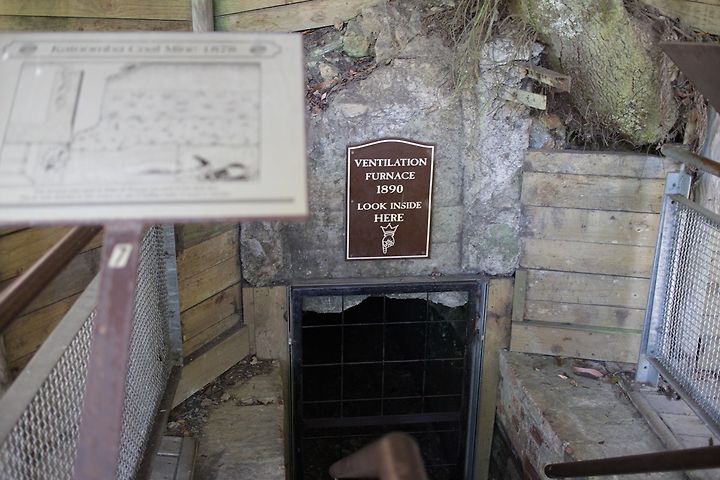 Katoomba Coal Mine 1878
VENTILATION
FURNACE
1890
LOOK INSIDE
HERE